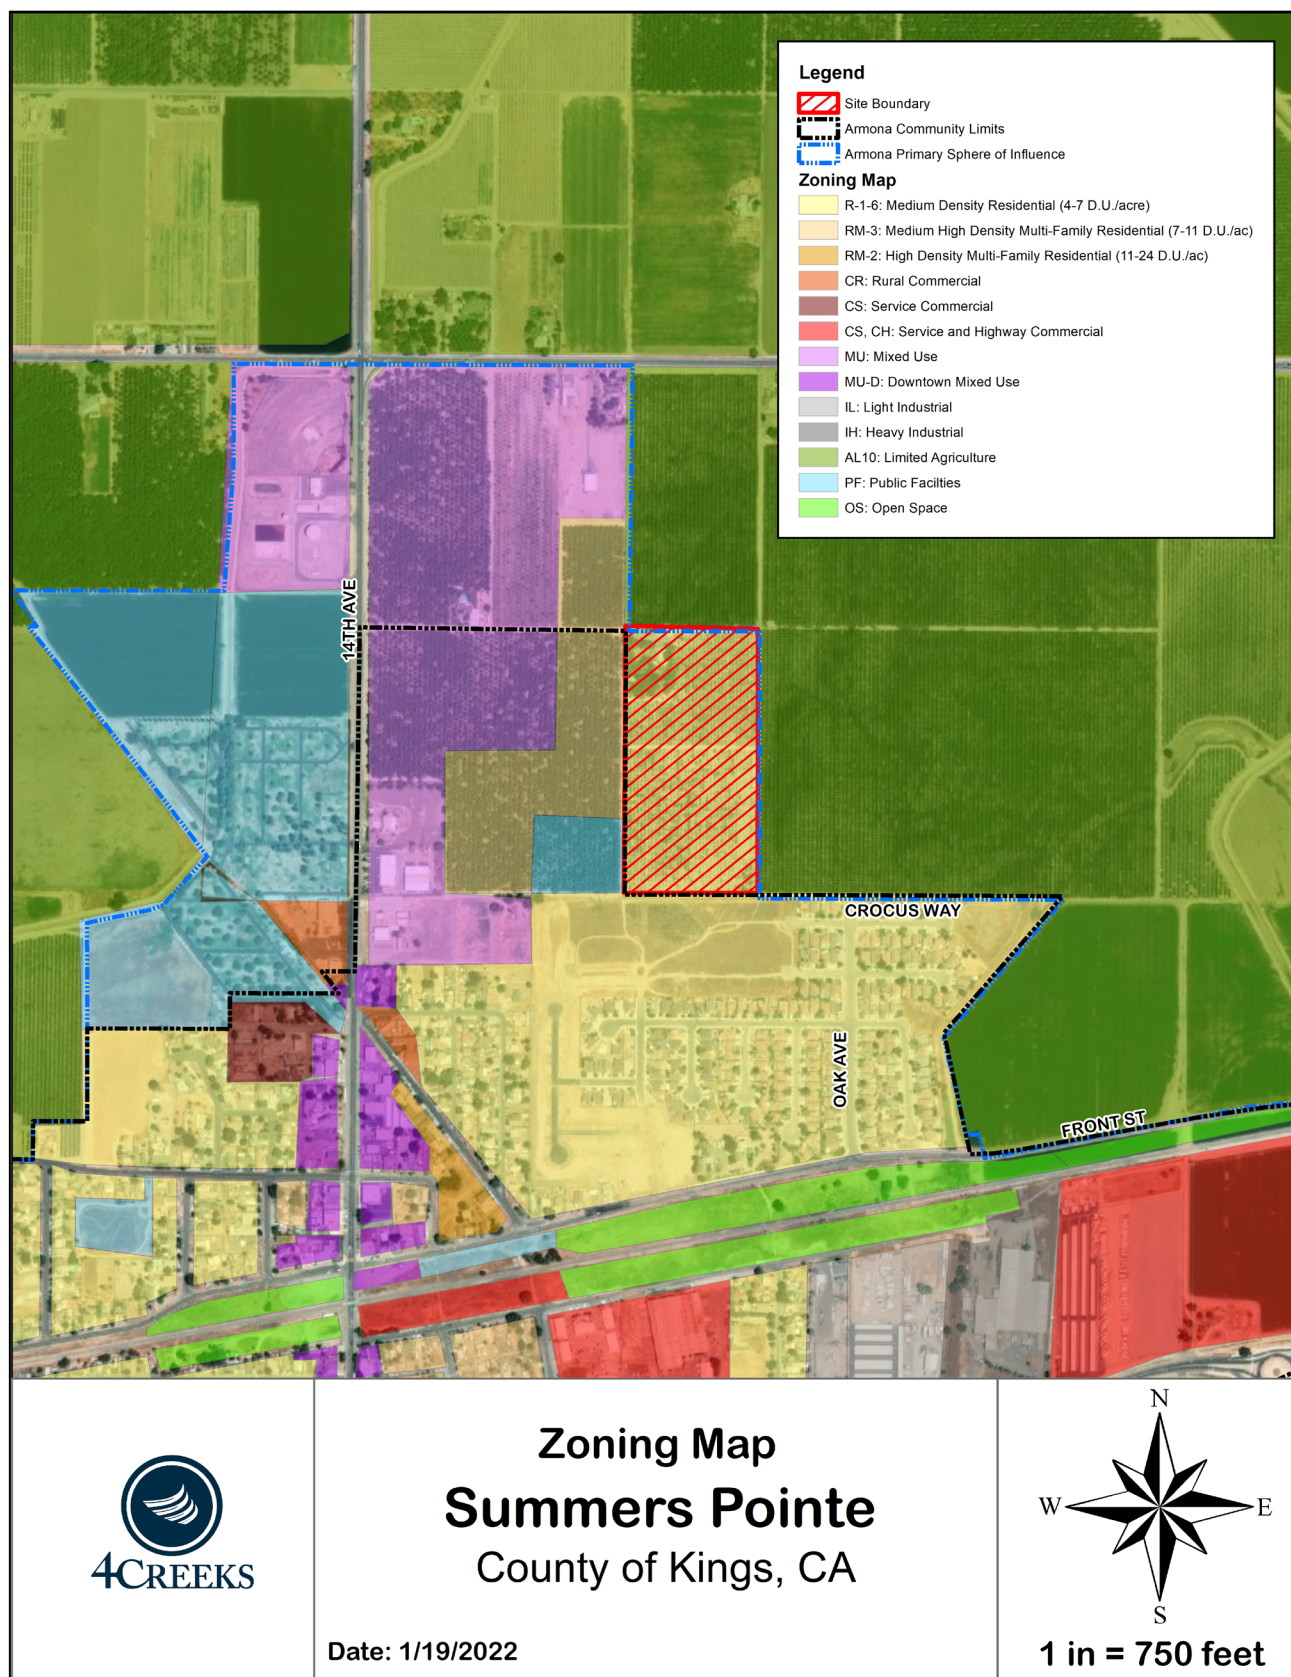 Legend
Site Boundary
Armona Community Limits
Armona Primary Sphere of Influence
Zoning Map
R-1-6: Medium Density Residential (4-7 D.U./acre)
RM-3: Medium High Density Multi-Family Residential (7-11 D.U./ac)
RM-2: High Density Multi-Family Residential (11-24 D.U./ac)
CR: Rural Commercial
CS: Service Commercial
CS, CH: Service and Highway Commercial
MU: Mixed Use
MU-D: Downtown Mixed Use
IL: Light Industrial
IH: Heavy Industrial
AL10: Limited Agriculture
PF: Public Facilties
OS: Open Space
14TH AVE
CROCUS WAY
OAK AVE
FRONT ST
4CREEKS
Zoning Map
Summers Pointe
County of Kings, CA
Date: 1/19/2022
N
W E
S
1 in = 750 feet